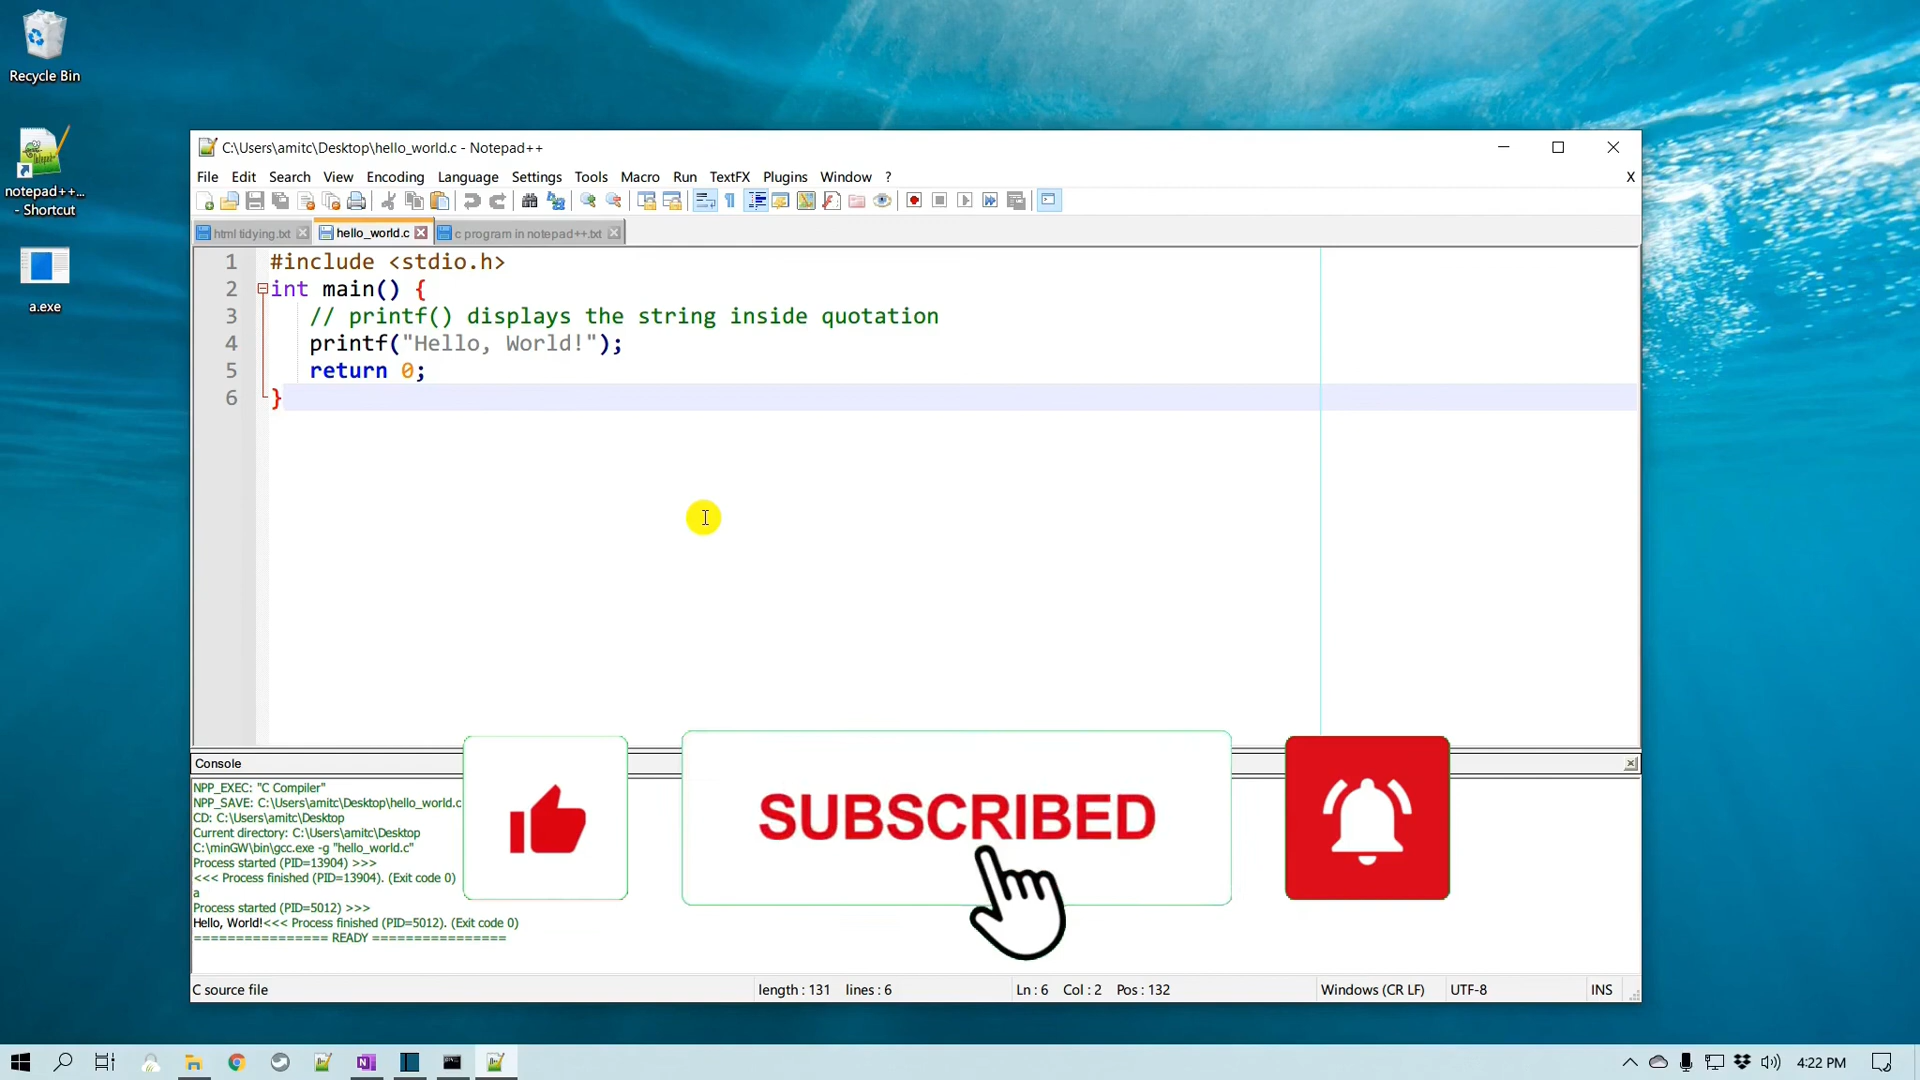 Recycle Bin
notepad++...
- Shortcut
a.exe
C:\Users\amitc\Desktop\hello_world.c - Notepad++
File Edit Search View Encoding Language Settings Tools Macro Run TextFX Plugins Window ? X
html tidying.txt hello_world.c c program in notepad++.txt
1 #include <stdio.h>
2 int main() {
3 // printf() displays the string inside quotation
4 printf("Hello, World!");
5 return 0;
6 }
Console
NPP_EXEC: "C Compiler"
NPP_SAVE: C:\Users\amitc\Desktop\hello_world.c
CD: C:\Users\amitc\Desktop
Current directory: C:\Users\amitc\Desktop
C:\minGW\bin\gcc.exe -g "hello_world.c"
Process started (PID=13904) >>>
<<< Process finished (PID=13904). (Exit code 0)
a
Process started (PID=5012) >>>
Hello, World!<<< Process finished (PID=5012). (Exit code 0)
================ READY ================
SUBSCRIBED
C source file length : 131 lines : 6 Ln : 6 Col : 2 Pos : 132 Windows (CR LF) UTF-8 INS
4:22 PM